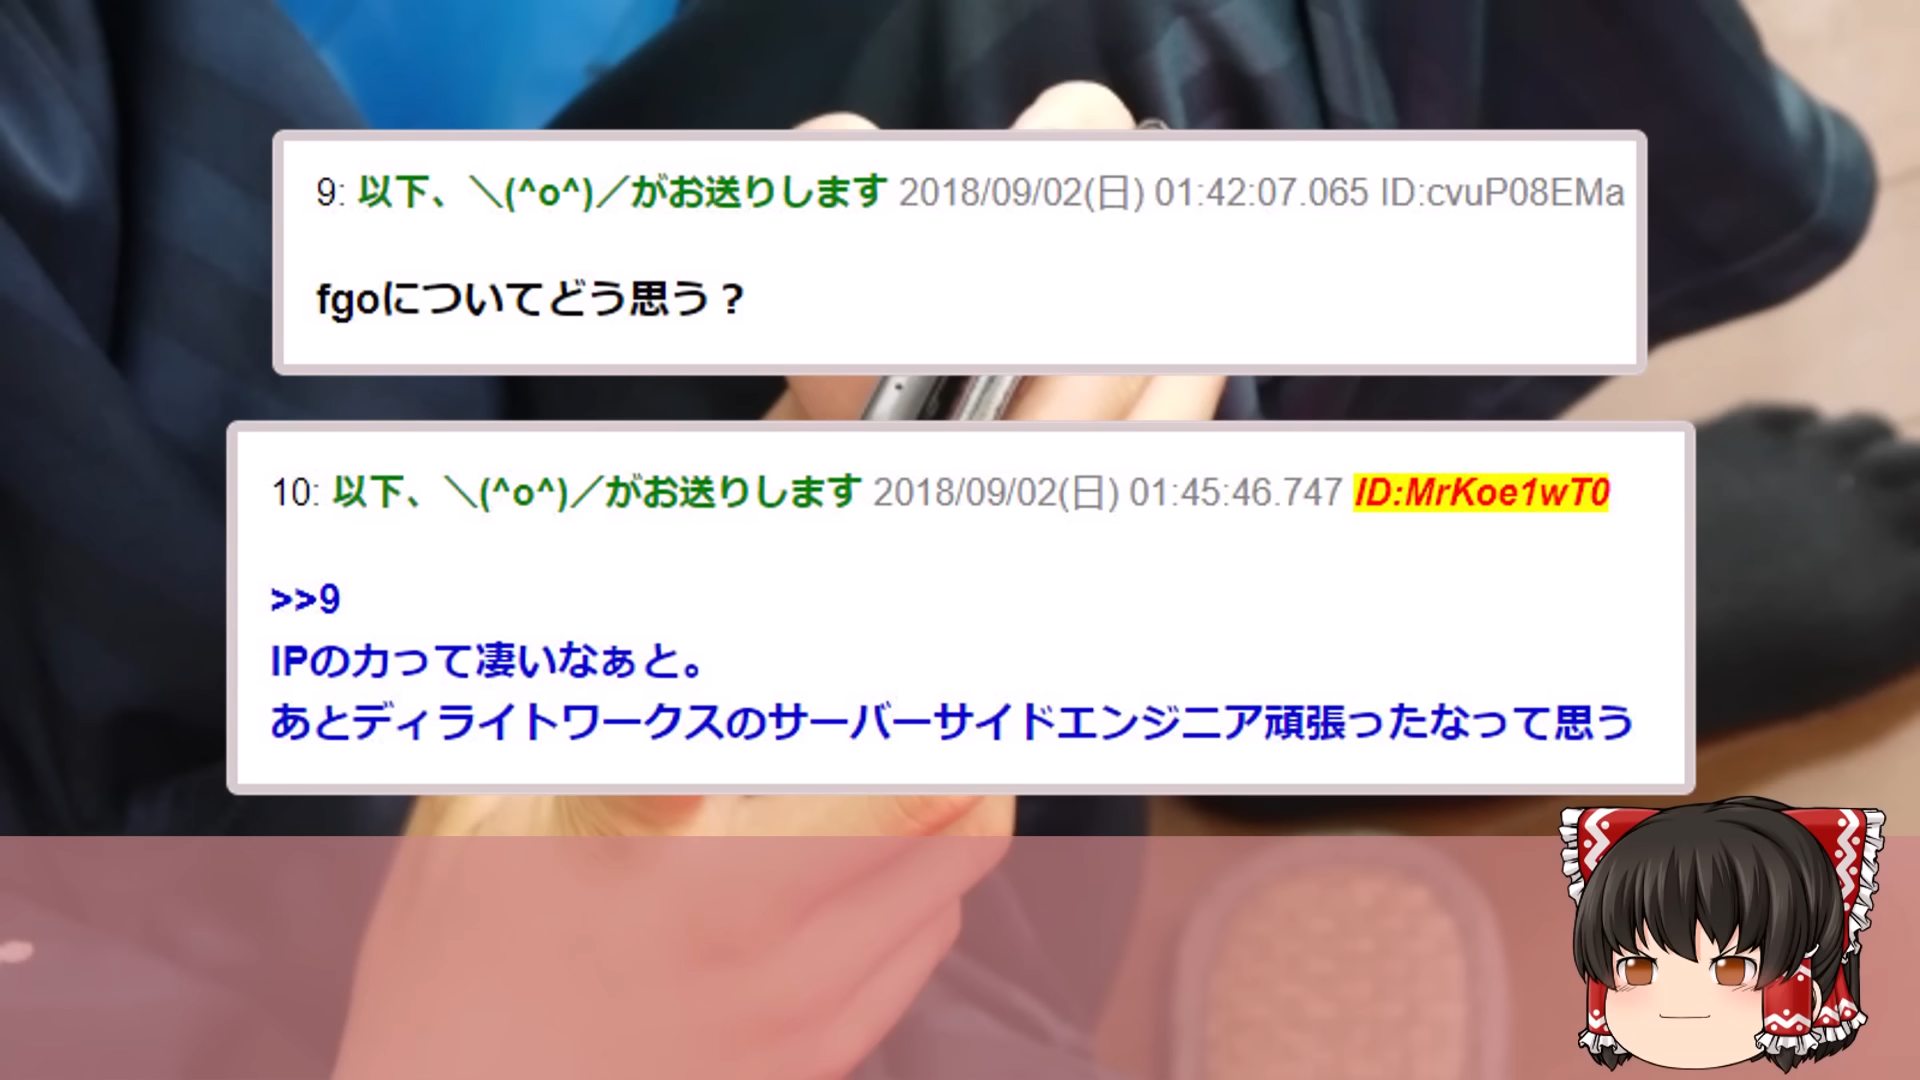 9: 以下、＼(^o^)／がお送りします 2018/09/02(日) 01:42:07.065 ID:cvuP08EMa
fgoについてどう思う？
10: 以下、＼(^o^)／がお送りします 2018/09/02(日) 01:45:46.747 ID:MrKoe1wT0
>>9
IPの力って凄いなぁと。
あとディライトワークスのサーバーサイドエンジニア頑張ったなって思う